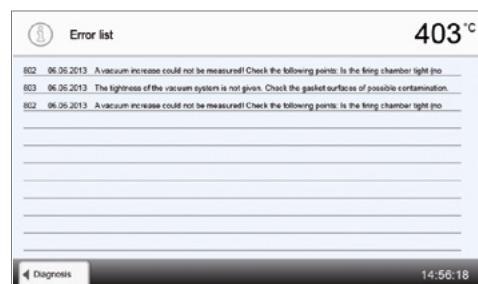 Error list
403 °C
802 06.06.2013 A vacuum increase could not be measured! Check the following points: Is the firing chamber tight (no
803 06.06.2013 The tightness of the vacuum system is not given. Check the gasket surfaces of possible contamination.
802 06.06.2013 A vacuum increase could not be measured! Check the following points: Is the firing chamber tight (no
Diagnosis
14:56:18